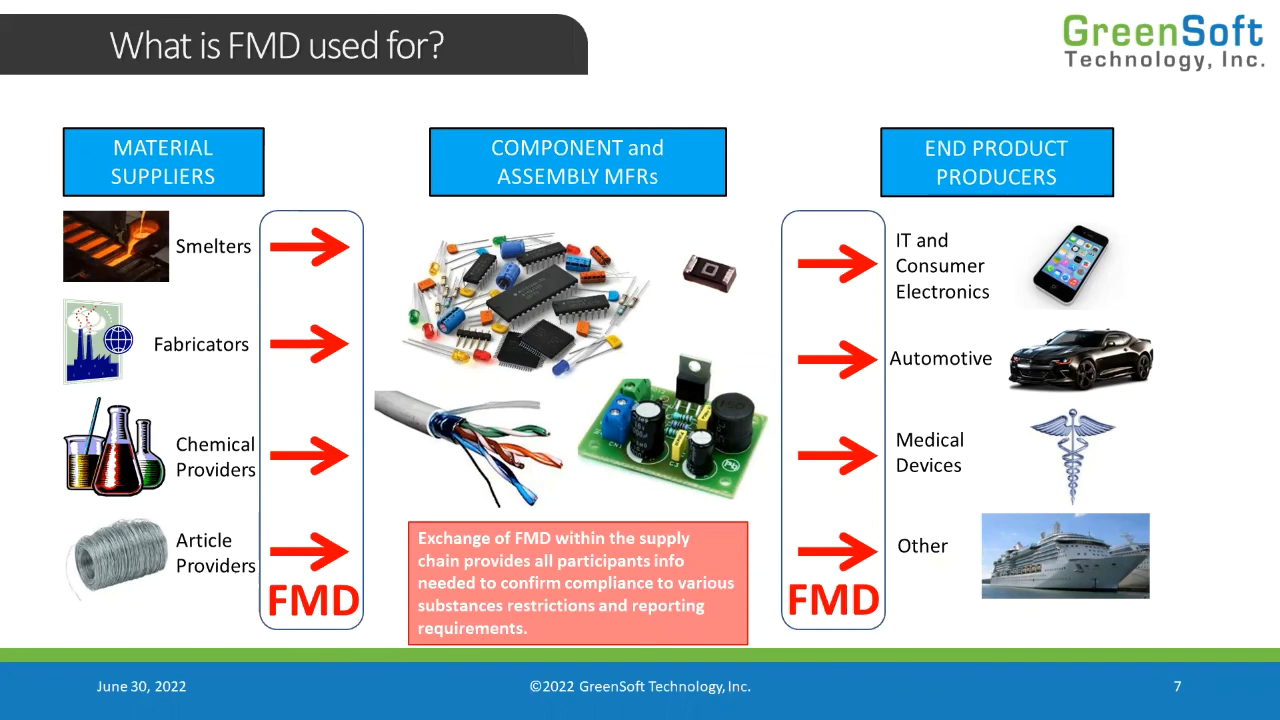 What is FMD used for?
GreenSoft
Technology, Inc.
MATERIAL
SUPPLIERS
COMPONENT and
ASSEMBLY MFRs
END PRODUCT
PRODUCERS
Smelters
Fabricators
Chemical
Providers
Article
Providers
FMD
Exchange of FMD within the supply
chain provides all participants info
needed to confirm compliance to various
substances restrictions and reporting
requirements.
IT and
Consumer
Electronics
Automotive
Medical
Devices
Other
FMD
June 30, 2022
©2022 GreenSoft Technology, Inc.
7